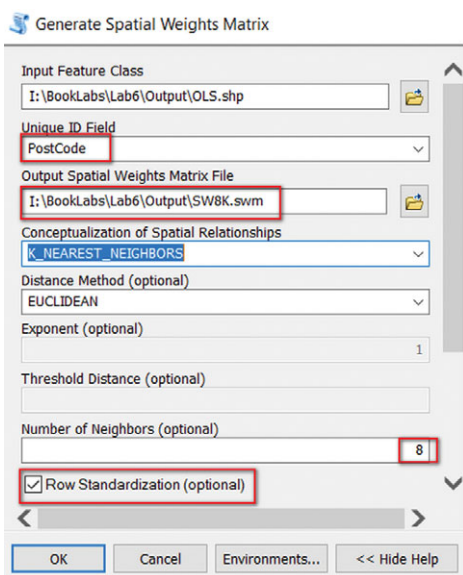 Generate Spatial Weights Matrix
Input Feature Class
I:\BookLabs\Lab6\Output\OLS.shp
Unique ID Field
PostCode
Output Spatial Weights Matrix File
I:\BookLabs\Lab6\Output\SW8K.swm
Conceptualization of Spatial Relationships
K_NEAREST_NEIGHBORS
Distance Method (optional)
EUCLIDEAN
Exponent (optional)
1
Threshold Distance (optional)
Number of Neighbors (optional)
8
Row Standardization (optional)
OK Cancel Environments... << Hide Help